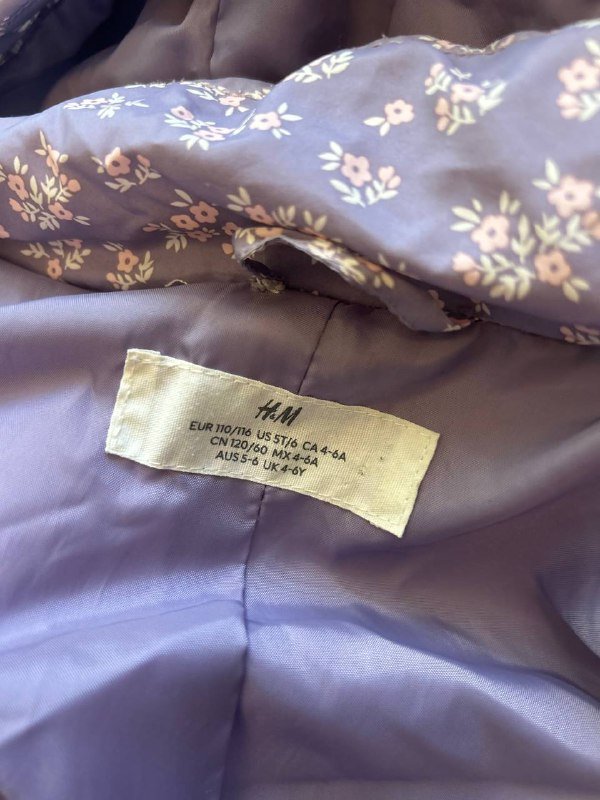 H&M
EUR 110/116 US 5T/6 CA 4-6A
CN 120/60 MX 4-6A
AUS 5-6 UK 4-6Y